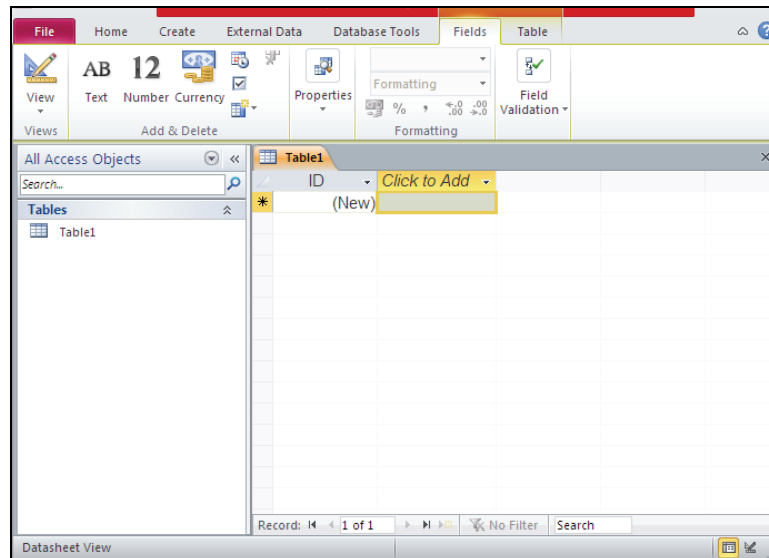 File Home Create External Data Database Tools Fields Table
AB 12
View Text Number Currency Properties Formatting % , .00 .00 Field Validation
Views Add & Delete Formatting
All Access Objects
Search...
Tables
Table1
Table1
ID Click to Add
(New)
Record: 1 of 1 No Filter Search
Datasheet View